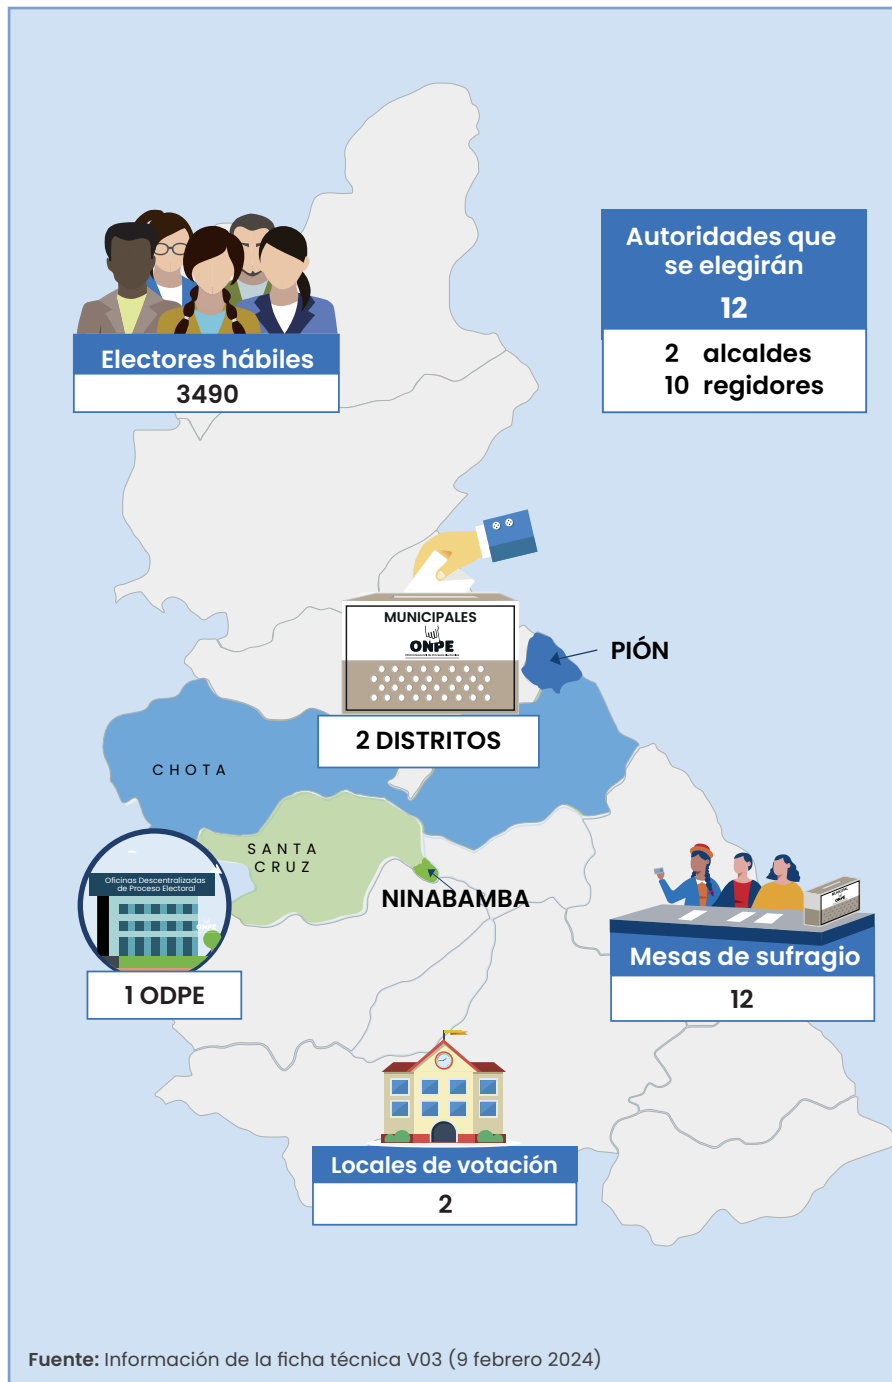 Autoridades que
se elegirán
12
2 alcaldes
10 regidores
Electores hábiles
3490
MUNICIPALES
ONPE
PIÓN
2 DISTRITOS
CHOTA
SANTA
CRUZ
NINABAMBA
Oficinas Descentralizadas
de Proceso Electoral
ONPE
1 ODPE
ONPE
Mesas de sufragio
12
Locales de votación
2
Fuente: Información de la ficha técnica V03 (9 febrero 2024)